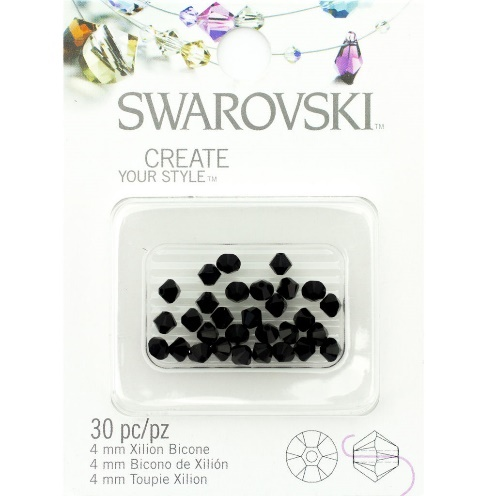 SWAROVSKI™
CREATE
YOUR STYLE™
30 pc/pz
4 mm Xilion Bicone
4 mm Bicono de Xilión
4 mm Toupie Xilion